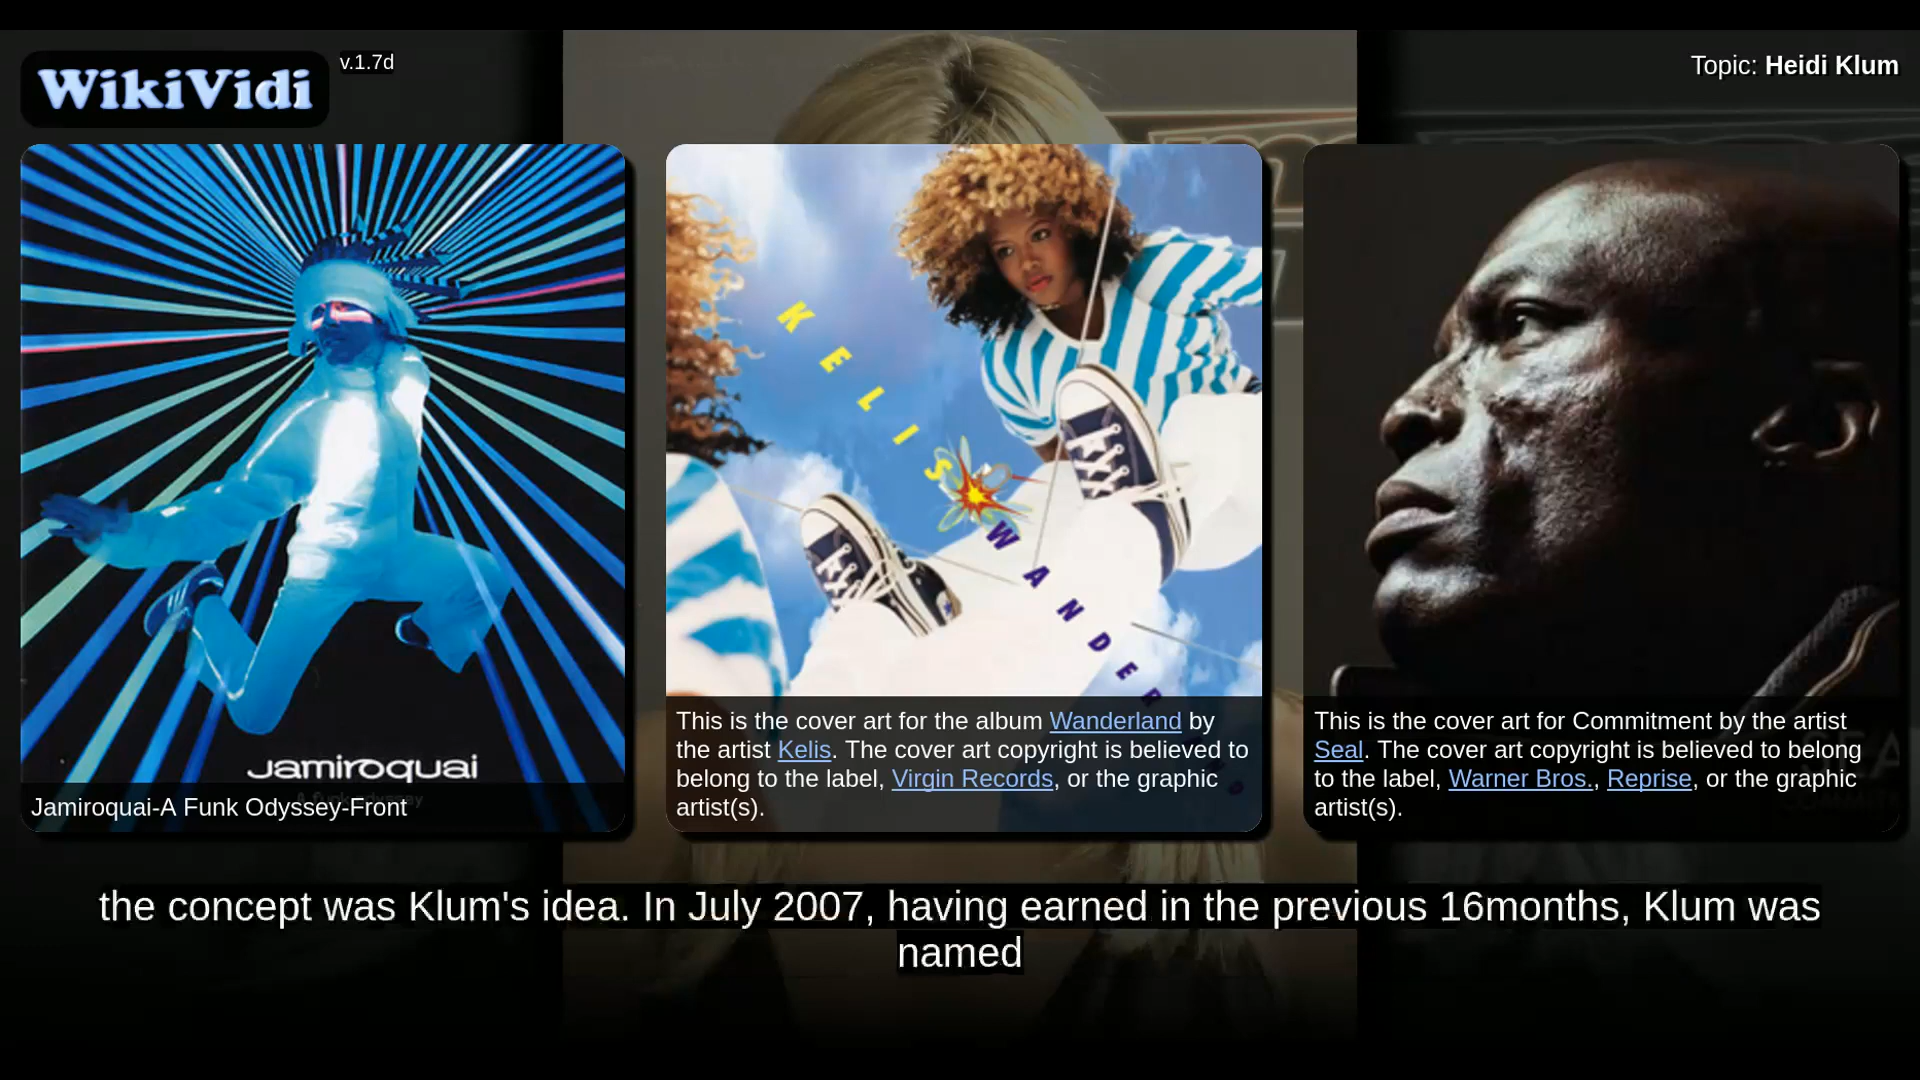 WikiVidi
v.1.7d
Topic: Heidi Klum
jamiroquai
Jamiroquai-A Funk Odyssey-Front
KELIS
WANDER
This is the cover art for the album Wanderland by
the artist Kelis. The cover art copyright is believed to
belong to the label, Virgin Records, or the graphic
artist(s).
This is the cover art for Commitment by the artist
Seal. The cover art copyright is believed to belong
to the label, Warner Bros., Reprise, or the graphic
artist(s).
the concept was Klum's idea. In July 2007, having earned in the previous 16months, Klum was
named